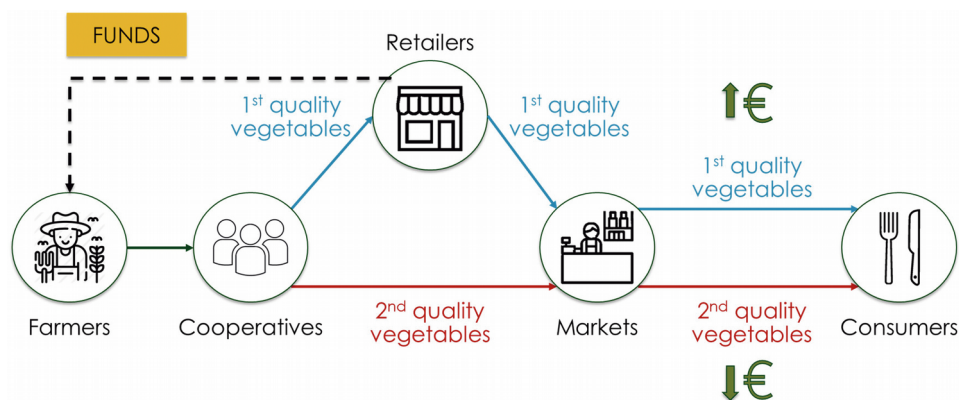 FUNDS
Retailers
1st quality
vegetables
1st quality
vegetables
€
1st quality
vegetables
Farmers
Cooperatives
2nd quality
vegetables
Markets
2nd quality
vegetables
Consumers
€